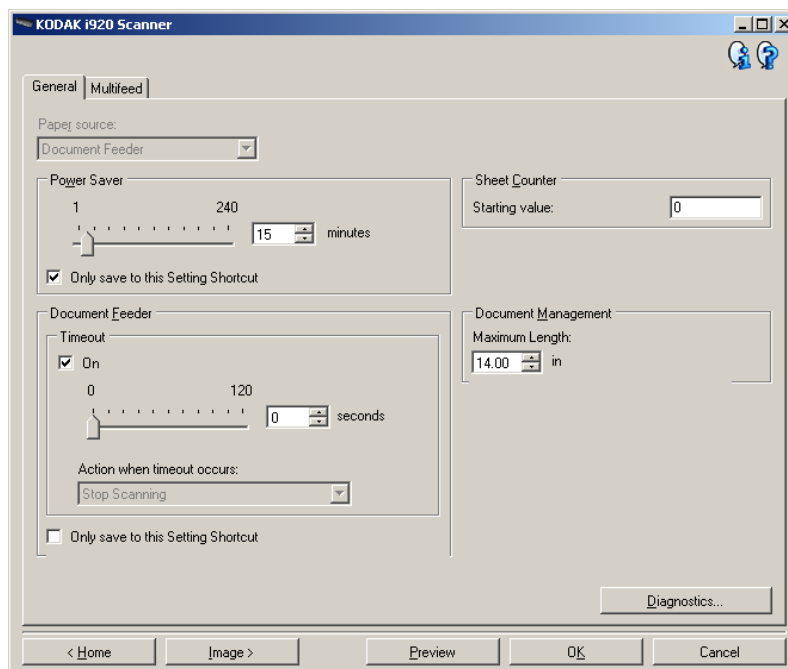 KODAK i920 Scanner
General Multifeed
Paper source:
Document Feeder
Power Saver
1 240
15 minutes
Only save to this Setting Shortcut
Sheet Counter
Starting value: 0
Document Feeder
Timeout
On
0 120
0 seconds
Action when timeout occurs:
Stop Scanning
Only save to this Setting Shortcut
Document Management
Maximum Length:
14.00 in
Diagnostics...
< Home Image > Preview OK Cancel